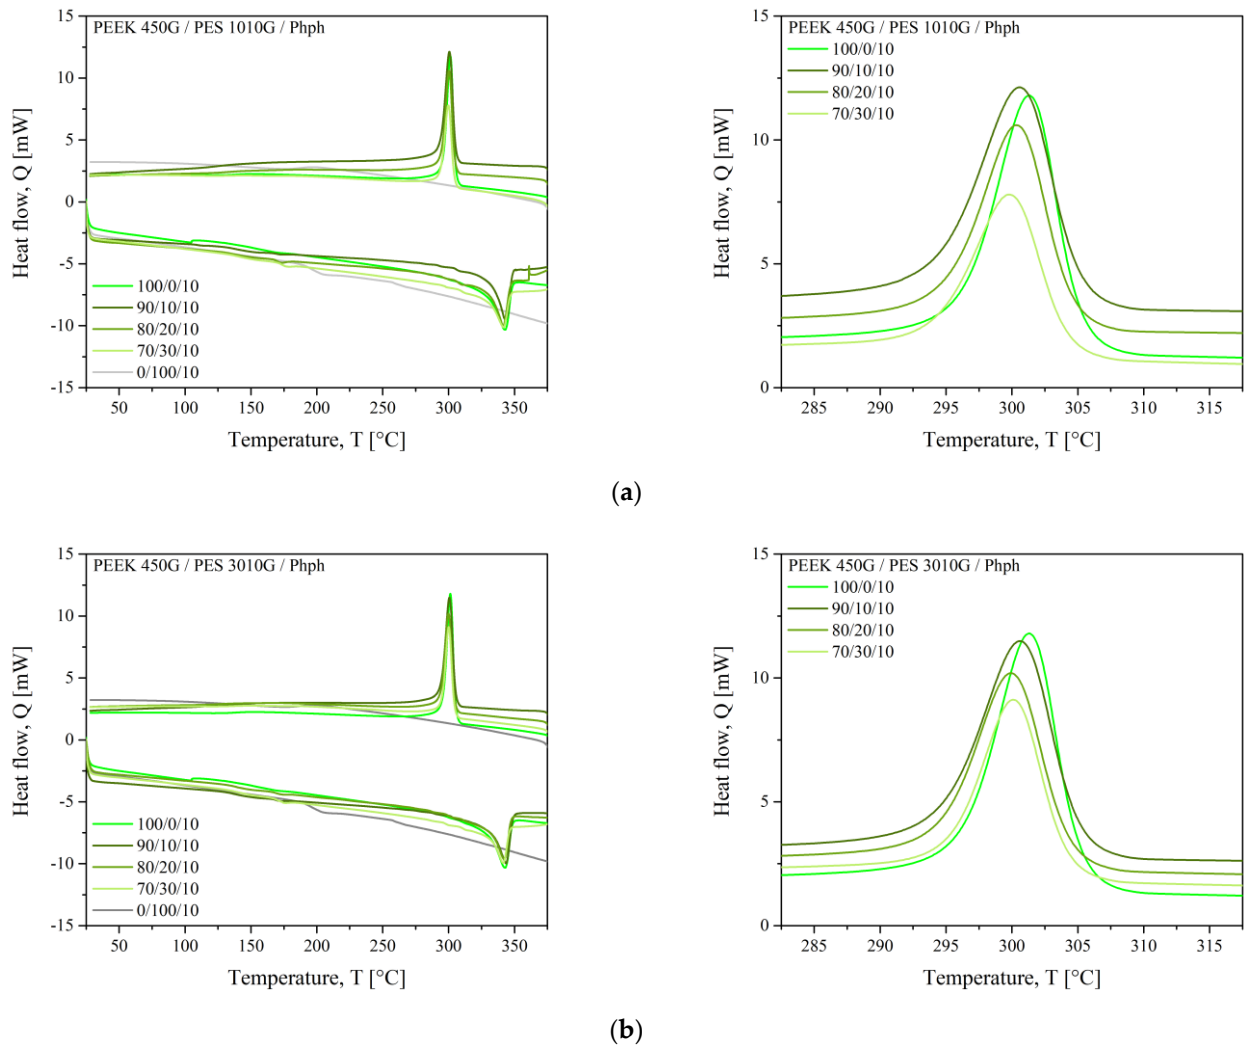 PEEK 450G / PES 1010G / Phph
15
10
5
0
-5
-10
-15
Heat flow, Q [mW]
100/0/10
90/10/10
80/20/10
70/30/10
0/100/10
50 100 150 200 250 300 350
Temperature, T [°C]
PEEK 450G / PES 1010G / Phph
100/0/10
90/10/10
80/20/10
70/30/10
15
10
5
0
Heat flow, Q [mW]
285 290 295 300 305 310 315
Temperature, T [°C]
(a)
PEEK 450G / PES 3010G / Phph
15
10
5
0
-5
-10
-15
Heat flow, Q [mW]
100/0/10
90/10/10
80/20/10
70/30/10
0/100/10
50 100 150 200 250 300 350
Temperature, T [°C]
PEEK 450G / PES 3010G / Phph
100/0/10
90/10/10
80/20/10
70/30/10
15
10
5
0
Heat flow, Q [mW]
285 290 295 300 305 310 315
Temperature, T [°C]
(b)